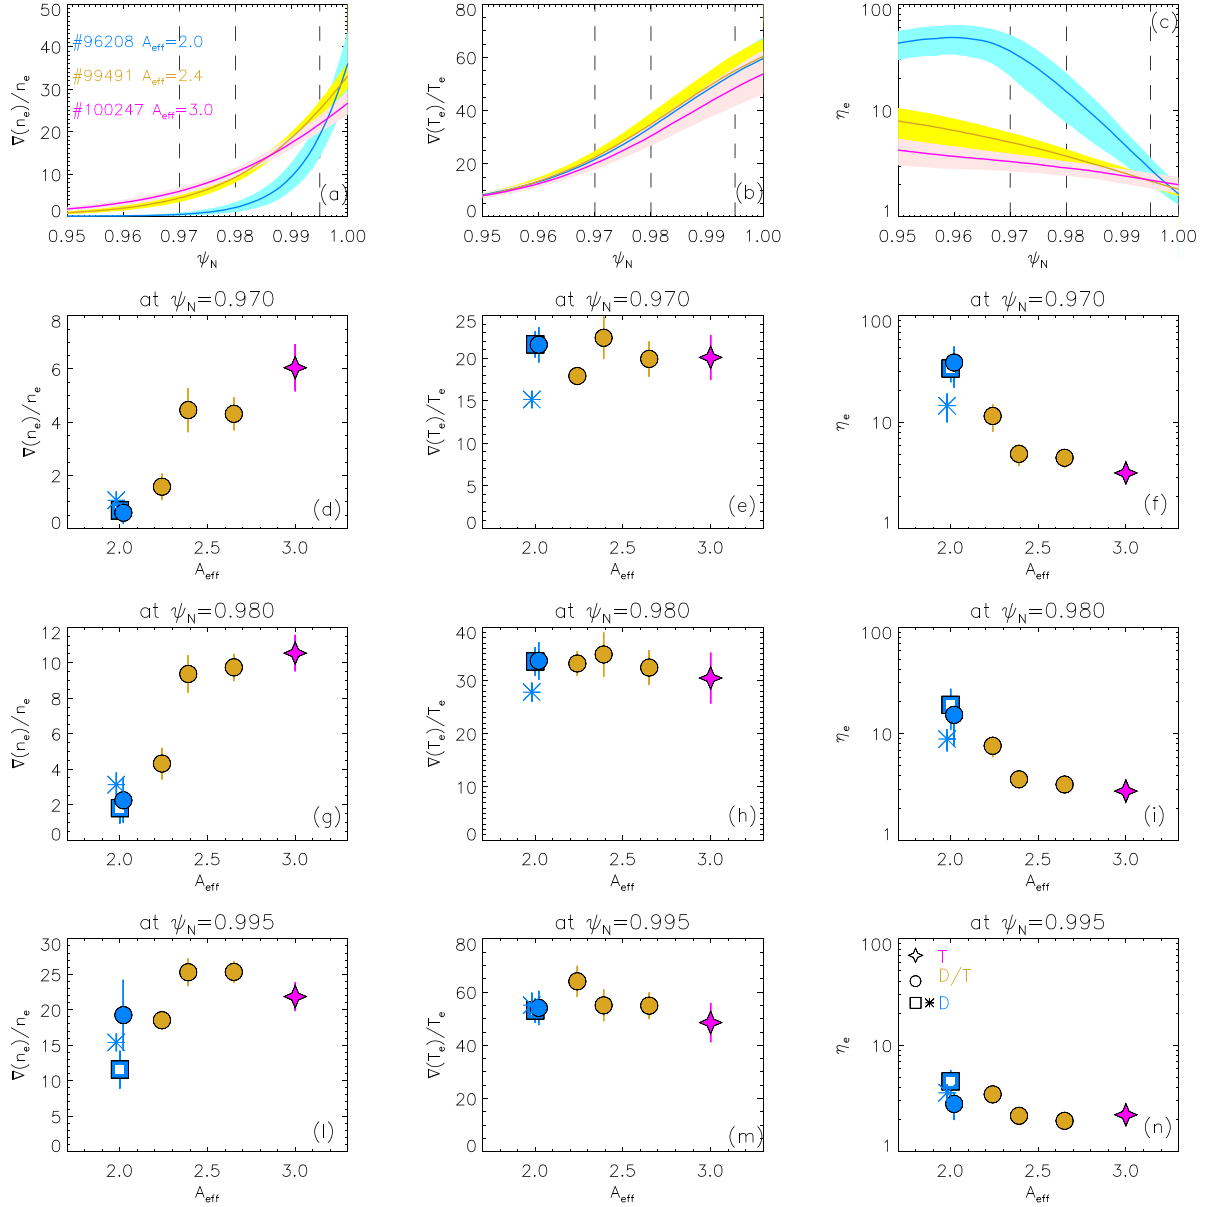 50
40
30
20
10
0
∇(n_e)/n_e
#96208 A_eff=2.0
#99491 A_eff=2.4
#100247 A_eff=3.0
(a)
0.95 0.96 0.97 0.98 0.99 1.00
ψ_N
80
60
40
20
0
∇(T_e)/T_e
(b)
0.95 0.96 0.97 0.98 0.99 1.00
ψ_N
100
10
1
η_e
(c)
0.95 0.96 0.97 0.98 0.99 1.00
ψ_N
at ψ_N=0.970
8
6
4
2
0
∇(n_e)/n_e
(d)
2.0 2.5 3.0
A_eff
at ψ_N=0.970
25
20
15
10
5
0
∇(T_e)/T_e
(e)
2.0 2.5 3.0
A_eff
at ψ_N=0.970
100
10
1
η_e
(f)
2.0 2.5 3.0
A_eff
at ψ_N=0.980
12
10
8
6
4
2
0
∇(n_e)/n_e
(g)
2.0 2.5 3.0
A_eff
at ψ_N=0.980
40
30
20
10
0
∇(T_e)/T_e
(h)
2.0 2.5 3.0
A_eff
at ψ_N=0.980
100
10
1
η_e
(i)
2.0 2.5 3.0
A_eff
at ψ_N=0.995
30
25
20
15
10
5
0
∇(n_e)/n_e
(l)
2.0 2.5 3.0
A_eff
at ψ_N=0.995
80
60
40
20
0
∇(T_e)/T_e
(m)
2.0 2.5 3.0
A_eff
at ψ_N=0.995
100
10
1
η_e
T
D/T
D
(n)
2.0 2.5 3.0
A_eff